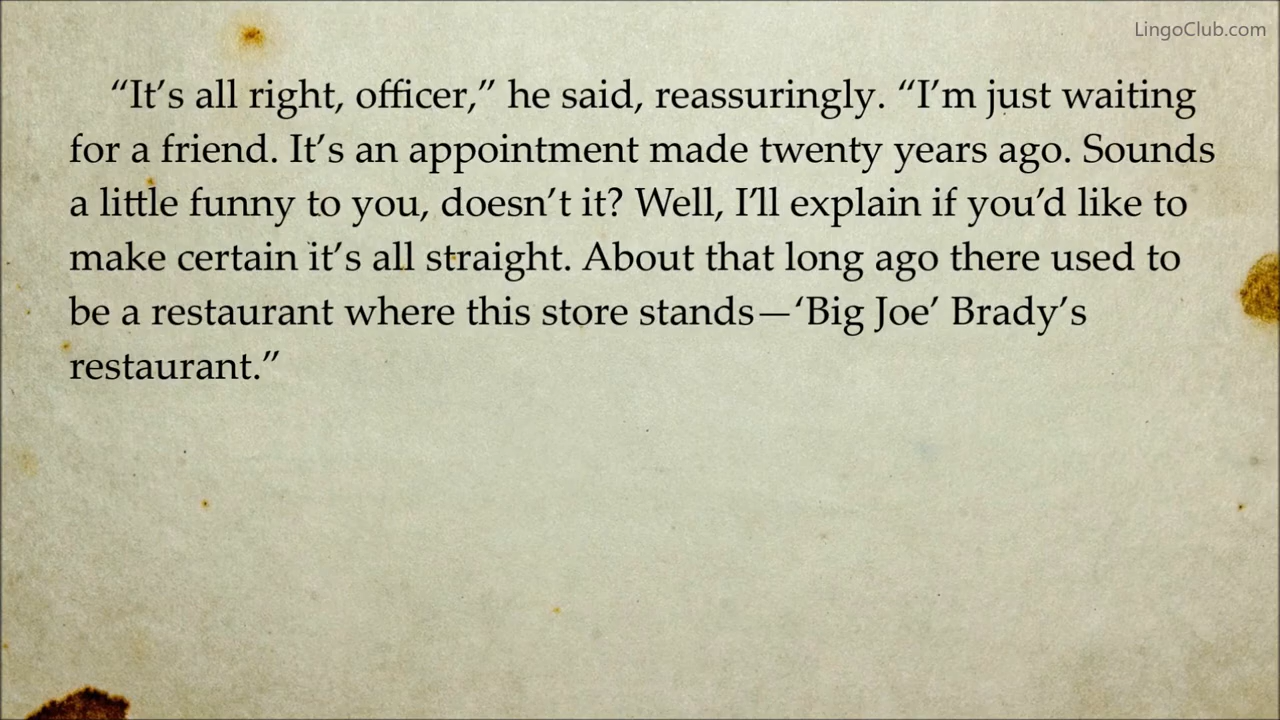 LingoClub.com
“It’s all right, officer,” he said, reassuringly. “I’m just waiting
for a friend. It’s an appointment made twenty years ago. Sounds
a little funny to you, doesn’t it? Well, I’ll explain if you’d like to
make certain it’s all straight. About that long ago there used to
be a restaurant where this store stands—‘Big Joe’ Brady’s
restaurant.”